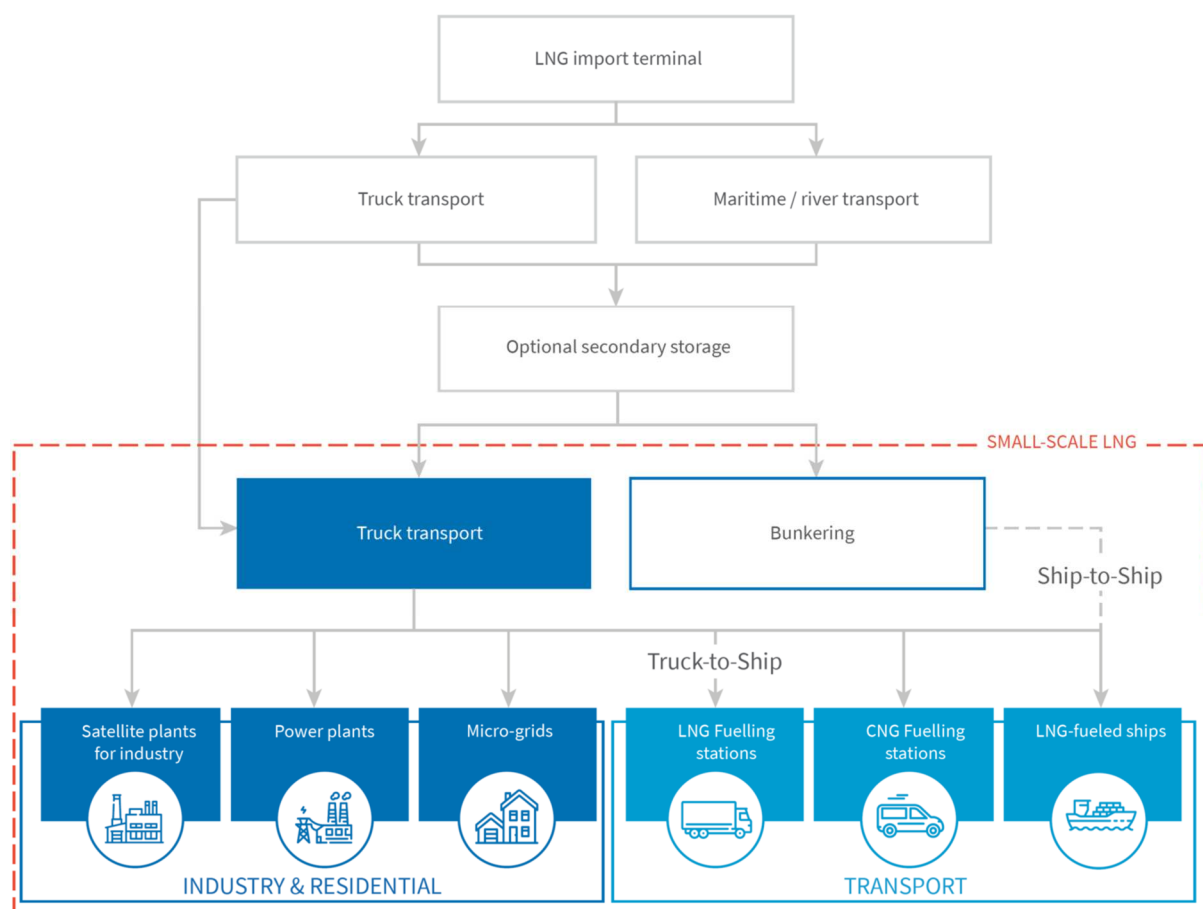 LNG import terminal
Truck transport
Maritime / river transport
Optional secondary storage
SMALL-SCALE LNG
Truck transport
Bunkering
Ship-to-Ship
Truck-to-Ship
Satellite plants
for industry
Power plants
Micro-grids
LNG Fuelling
stations
CNG Fuelling
stations
LNG-fueled ships
INDUSTRY & RESIDENTIAL
TRANSPORT